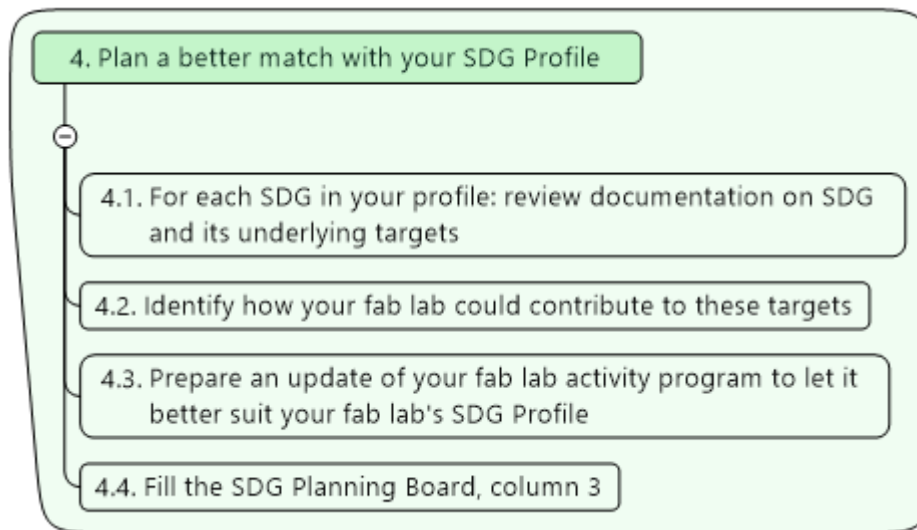 4. Plan a better match with your SDG Profile
4.1. For each SDG in your profile: review documentation on SDG
and its underlying targets
4.2. Identify how your fab lab could contribute to these targets
4.3. Prepare an update of your fab lab activity program to let it
better suit your fab lab's SDG Profile
4.4. Fill the SDG Planning Board, column 3